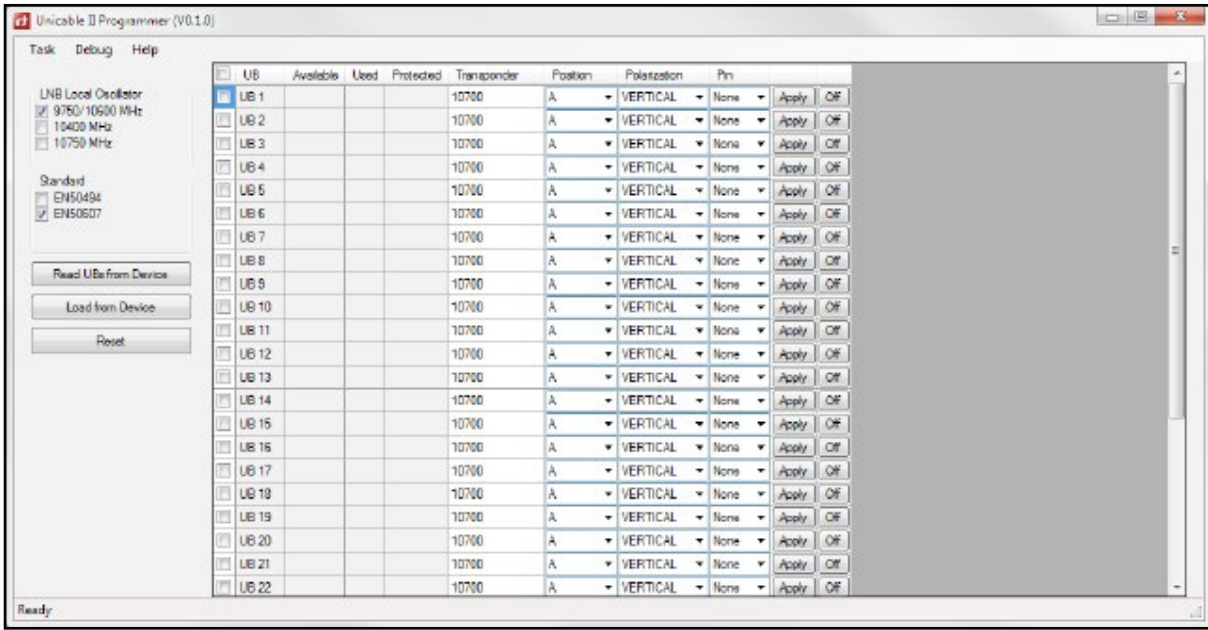 Unicable II Programmer (V0.1.0)
Task Debug Help
UB Available Used Protected Transponder Position Polarization Pin
LNB Local Oscillator
9750/10600 MHz
10400 MHz
10750 MHz
Standard
EN50494
EN50607
Read UBs from Device
Load from Device
Reset
UB 1 10700 A VERTICAL None Apply Off
UB 2 10700 A VERTICAL None Apply Off
UB 3 10700 A VERTICAL None Apply Off
UB 4 10700 A VERTICAL None Apply Off
UB 5 10700 A VERTICAL None Apply Off
UB 6 10700 A VERTICAL None Apply Off
UB 7 10700 A VERTICAL None Apply Off
UB 8 10700 A VERTICAL None Apply Off
UB 9 10700 A VERTICAL None Apply Off
UB 10 10700 A VERTICAL None Apply Off
UB 11 10700 A VERTICAL None Apply Off
UB 12 10700 A VERTICAL None Apply Off
UB 13 10700 A VERTICAL None Apply Off
UB 14 10700 A VERTICAL None Apply Off
UB 15 10700 A VERTICAL None Apply Off
UB 16 10700 A VERTICAL None Apply Off
UB 17 10700 A VERTICAL None Apply Off
UB 18 10700 A VERTICAL None Apply Off
UB 19 10700 A VERTICAL None Apply Off
UB 20 10700 A VERTICAL None Apply Off
UB 21 10700 A VERTICAL None Apply Off
UB 22 10700 A VERTICAL None Apply Off
Ready